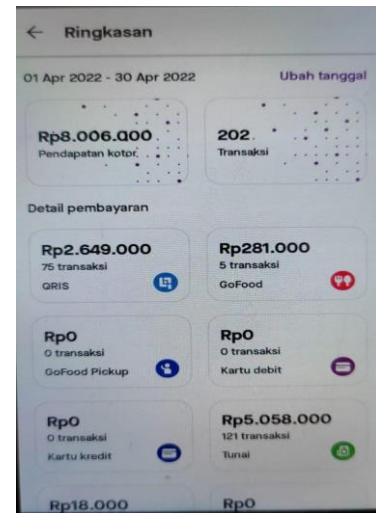 Ringkasan
01 Apr 2022 - 30 Apr 2022
Ubah tanggal
Rp8.006.000
Pendapatan kotor
202
Transaksi
Detail pembayaran
Rp2.649.000
75 transaksi
QRIS
Rp281.000
5 transaksi
GoFood
Rp0
0 transaksi
GoFood Pickup
Rp0
0 transaksi
Kartu debit
Rp0
0 transaksi
Kartu kredit
Rp5.058.000
121 transaksi
Tunai
Rp18.000
Rp0